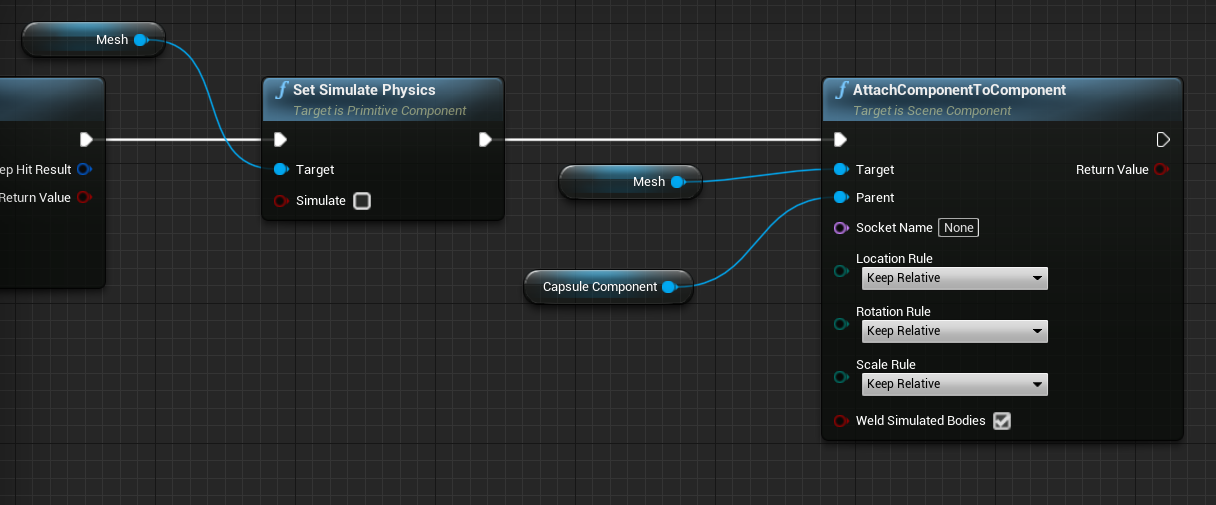 Mesh
Set Simulate Physics
Target is Primitive Component
Target
Simulate
Hit Result
Return Value
Mesh
Capsule Component
AttachComponentToComponent
Target is Scene Component
Target
Return Value
Parent
Socket Name None
Location Rule
Keep Relative
Rotation Rule
Keep Relative
Scale Rule
Keep Relative
Weld Simulated Bodies